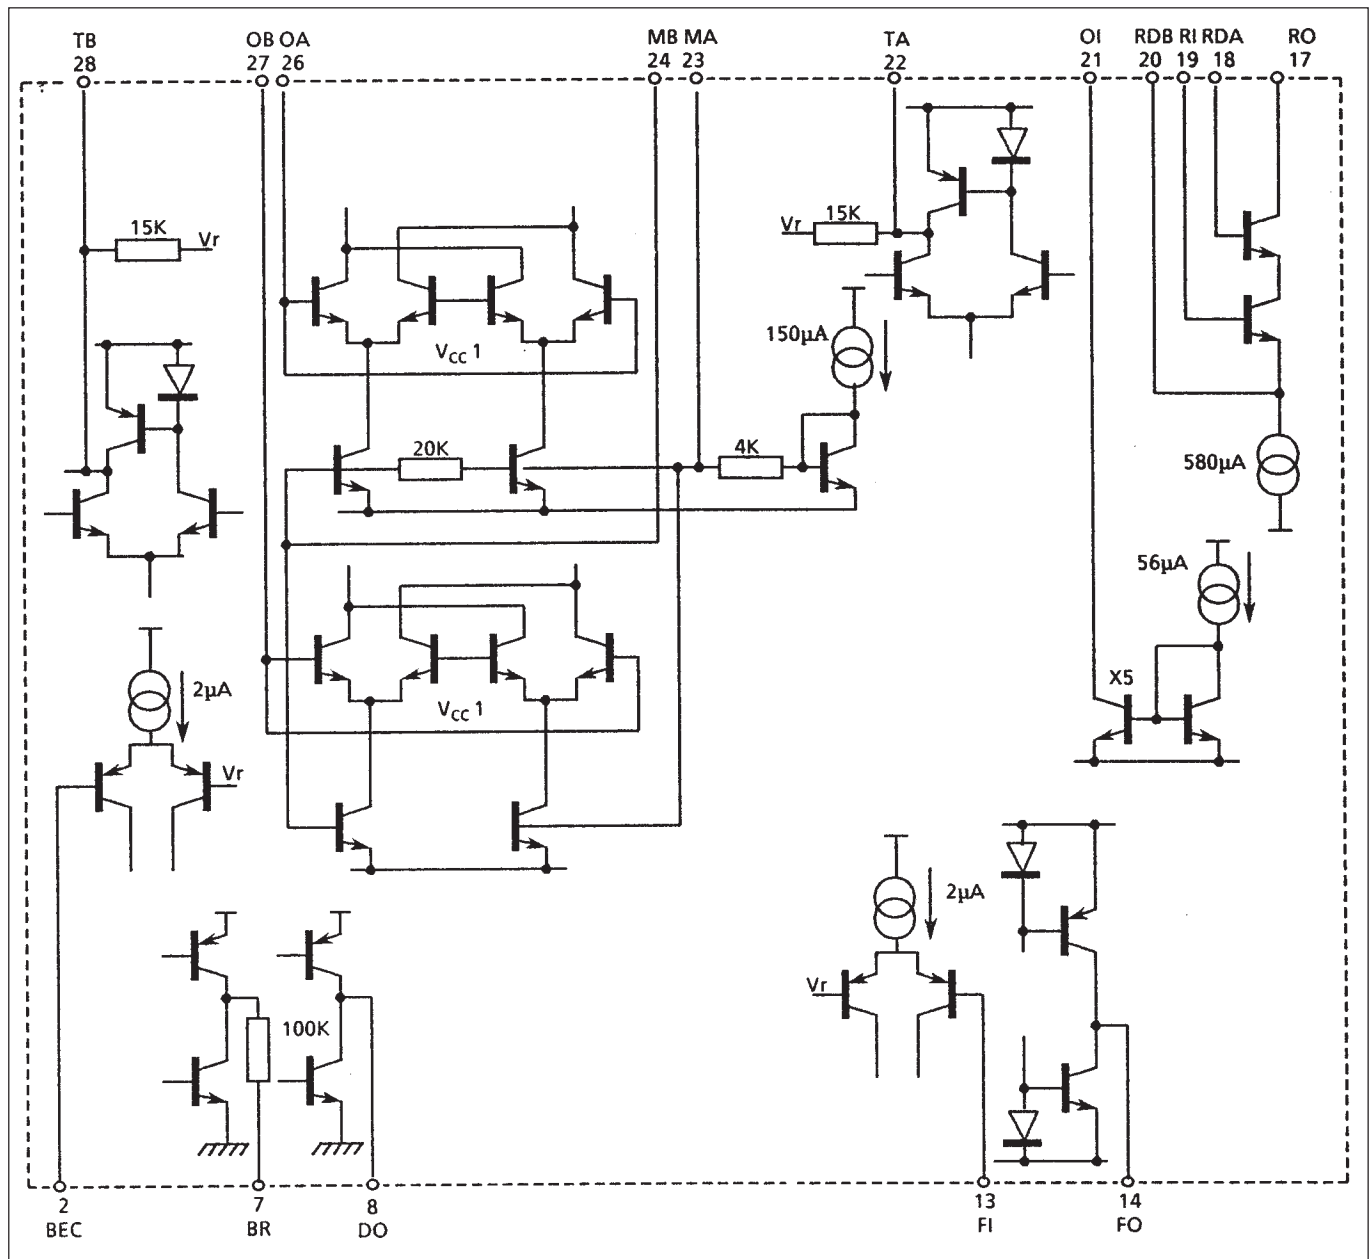 TB OB OA MB MA TA OI RDB RI RDA RO
28 27 26 24 23 22 21 20 19 18 17
15K
Vr
Vr
15K
VCC 1
150µA
20K
4K
580µA
56µA
2µA
VCC 1
X5
Vr
2µA
Vr
100K
2 7 8 13 14
BEC BR DO FI FO